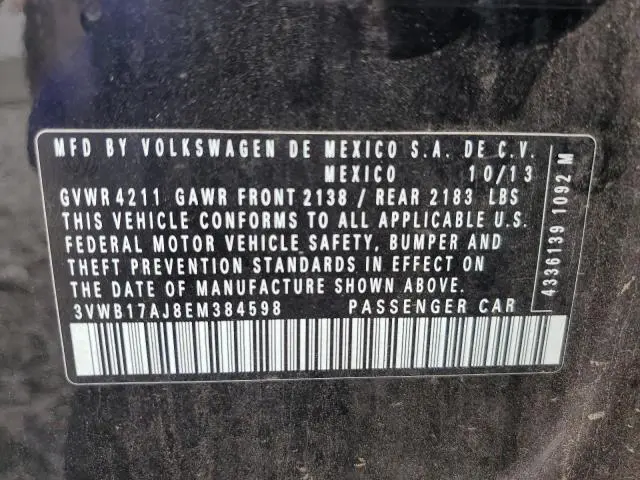 MFD BY VOLKSWAGEN DE MEXICO S.A. DE C.V.
MEXICO 10/13
GVWR 4211 GAWR FRONT 2138 / REAR 2183 LBS
THIS VEHICLE CONFORMS TO ALL APPLICABLE U.S.
FEDERAL MOTOR VEHICLE SAFETY, BUMPER AND
THEFT PREVENTION STANDARDS IN EFFECT ON
THE DATE OF MANUFACTURE SHOWN ABOVE.
3VWB17AJ8EM384598 PASSENGER CAR
4336139 1092 M